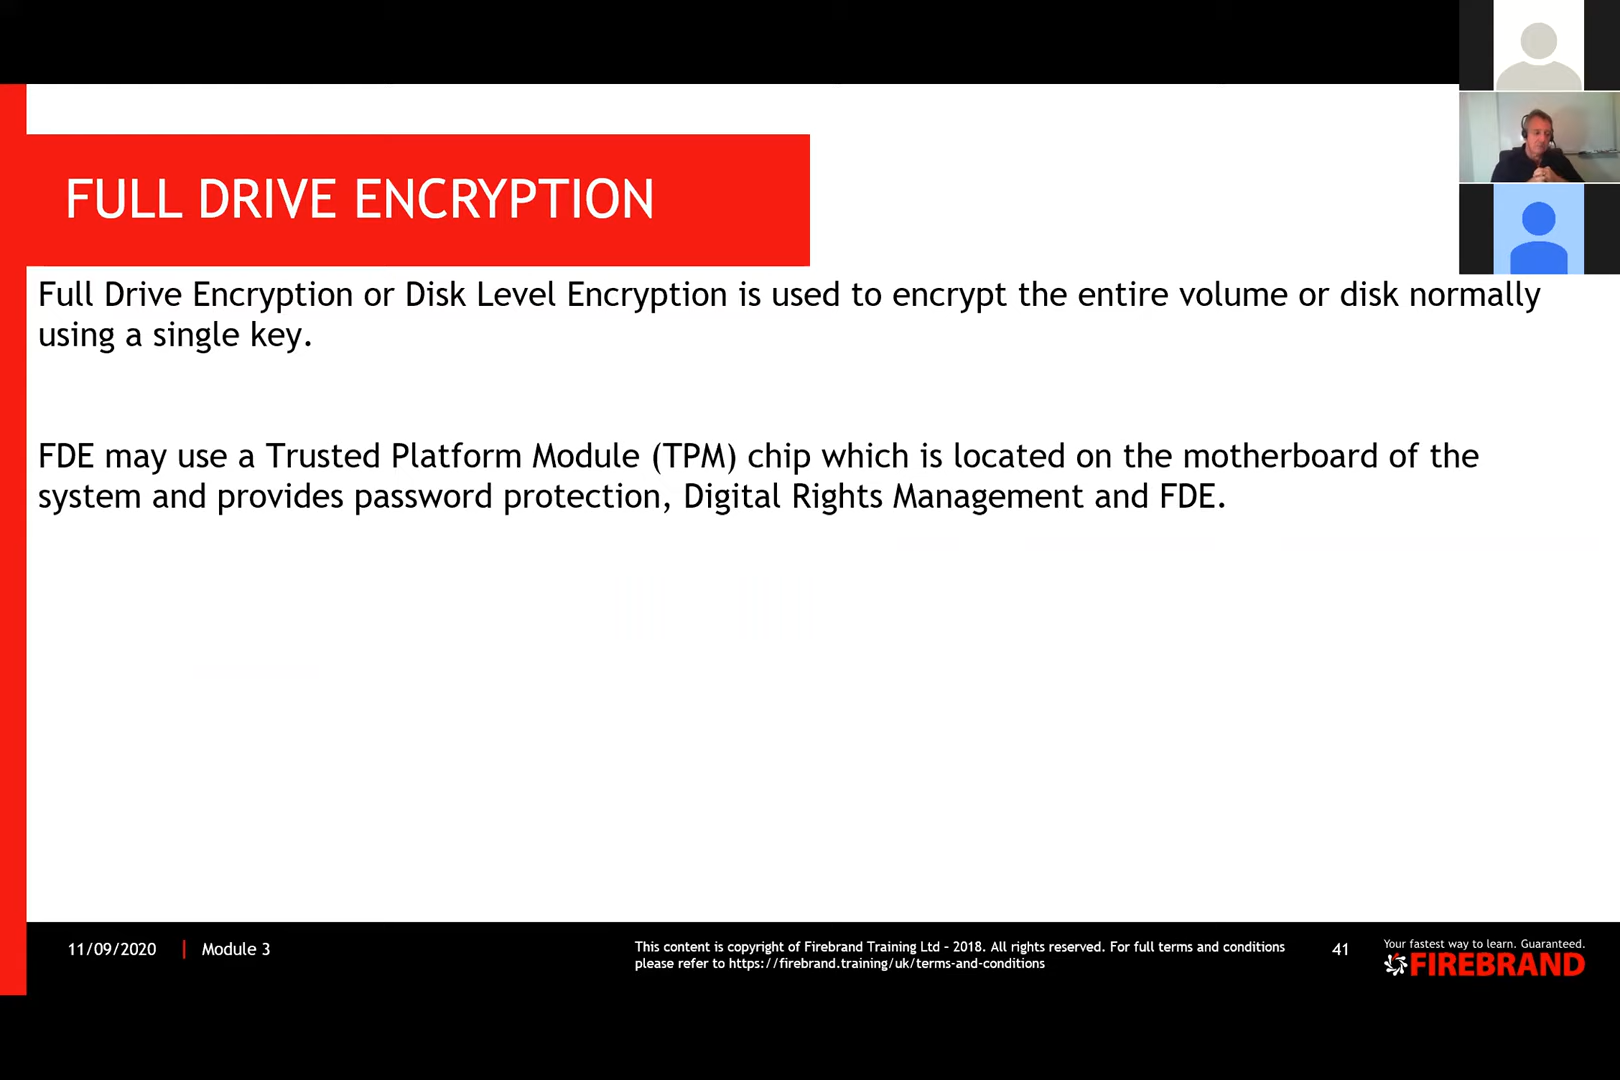 FULL DRIVE ENCRYPTION
Full Drive Encryption or Disk Level Encryption is used to encrypt the entire volume or disk normally
using a single key.
FDE may use a Trusted Platform Module (TPM) chip which is located on the motherboard of the
system and provides password protection, Digital Rights Management and FDE.
11/09/2020 | Module 3
This content is copyright of Firebrand Training Ltd – 2018. All rights reserved. For full terms and conditions
please refer to https://firebrand.training/uk/terms-and-conditions
41
Your fastest way to learn. Guaranteed.
FIREBRAND